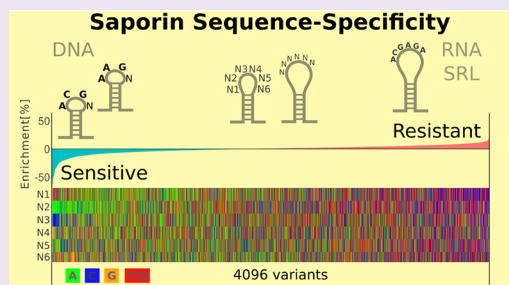 Saporin Sequence-Specificity
DNA
RNA
SRL
A C G N
A A G N
N1 N2 N3 N4 N5 N6
N N N N N N
A C G A G A
Enrichment[%]
50
0
-50
Resistant
Sensitive
N1
N2
N3
N4
N5
N6
A
G
4096 variants